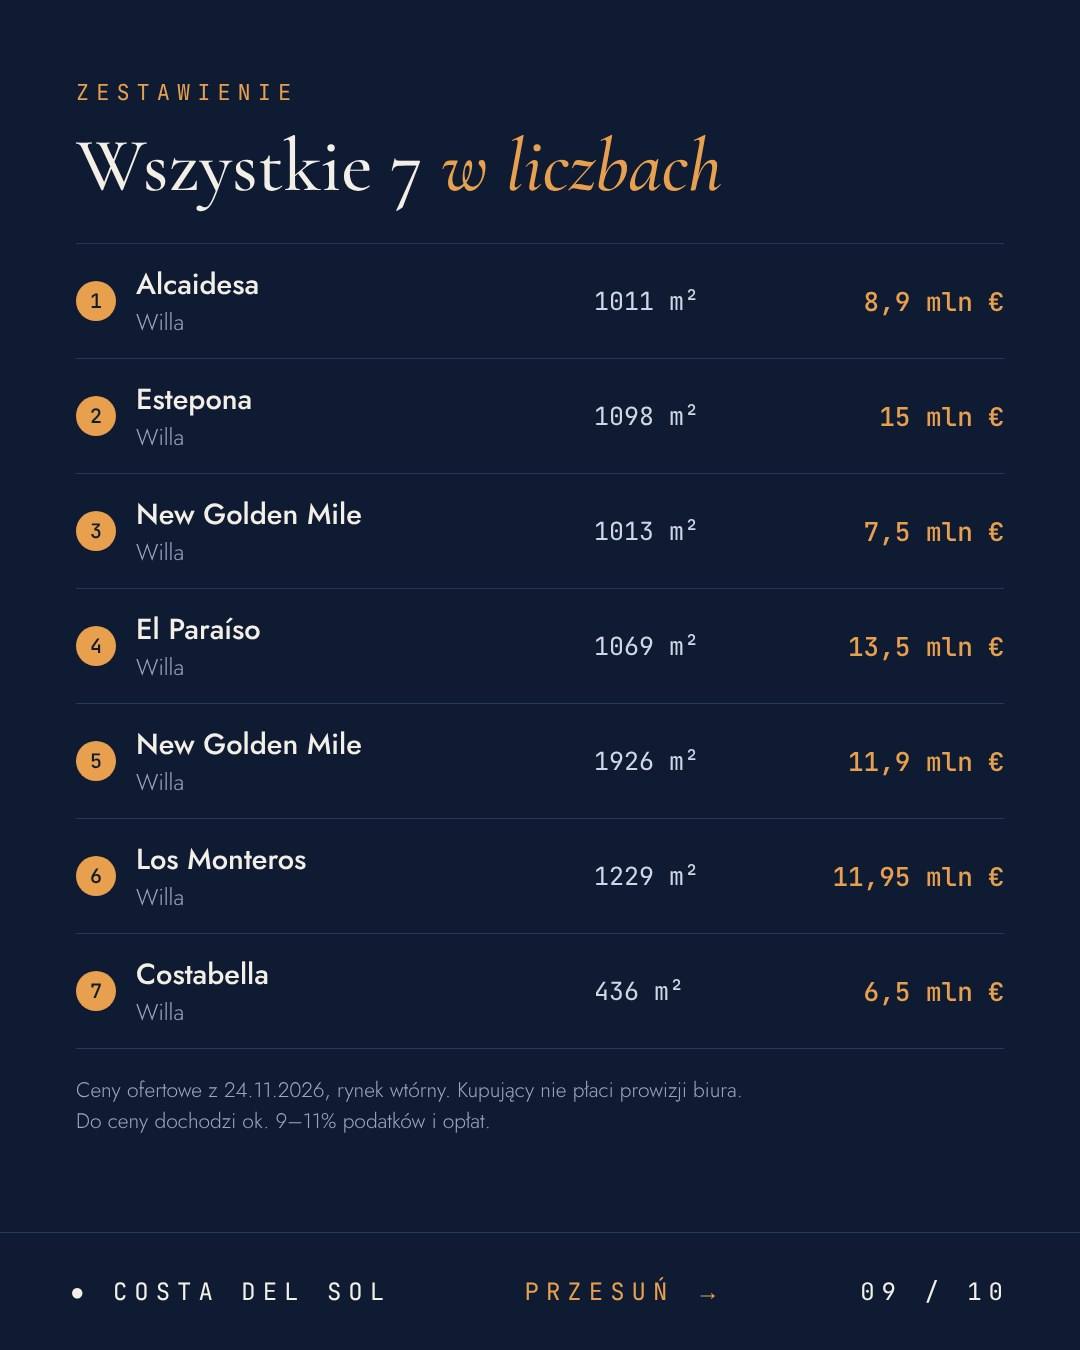 ZESTAWIENIE
Wszystkie 7 w liczbach
1 Alcaidesa 1011 m² 8,9 mln €
Willa
2 Estepona 1098 m² 15 mln €
Willa
3 New Golden Mile 1013 m² 7,5 mln €
Willa
4 El Paraíso 1069 m² 13,5 mln €
Willa
5 New Golden Mile 1926 m² 11,9 mln €
Willa
6 Los Monteros 1229 m² 11,95 mln €
Willa
7 Costabella 436 m² 6,5 mln €
Willa
Ceny ofertowe z 24.11.2026, rynek wtórny. Kupujący nie płaci prowizji biura.
Do ceny dochodzi ok. 9–11% podatków i opłat.
• COSTA DEL SOL PRZESUŃ → 09 / 10